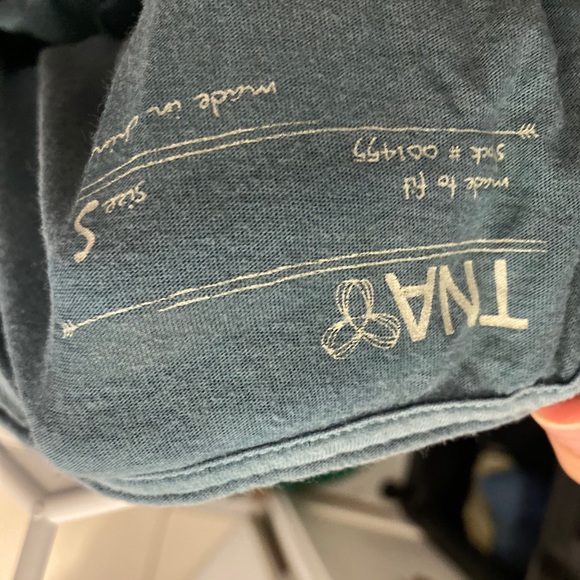 TNA
made to fit
# 001455
Size S
made in